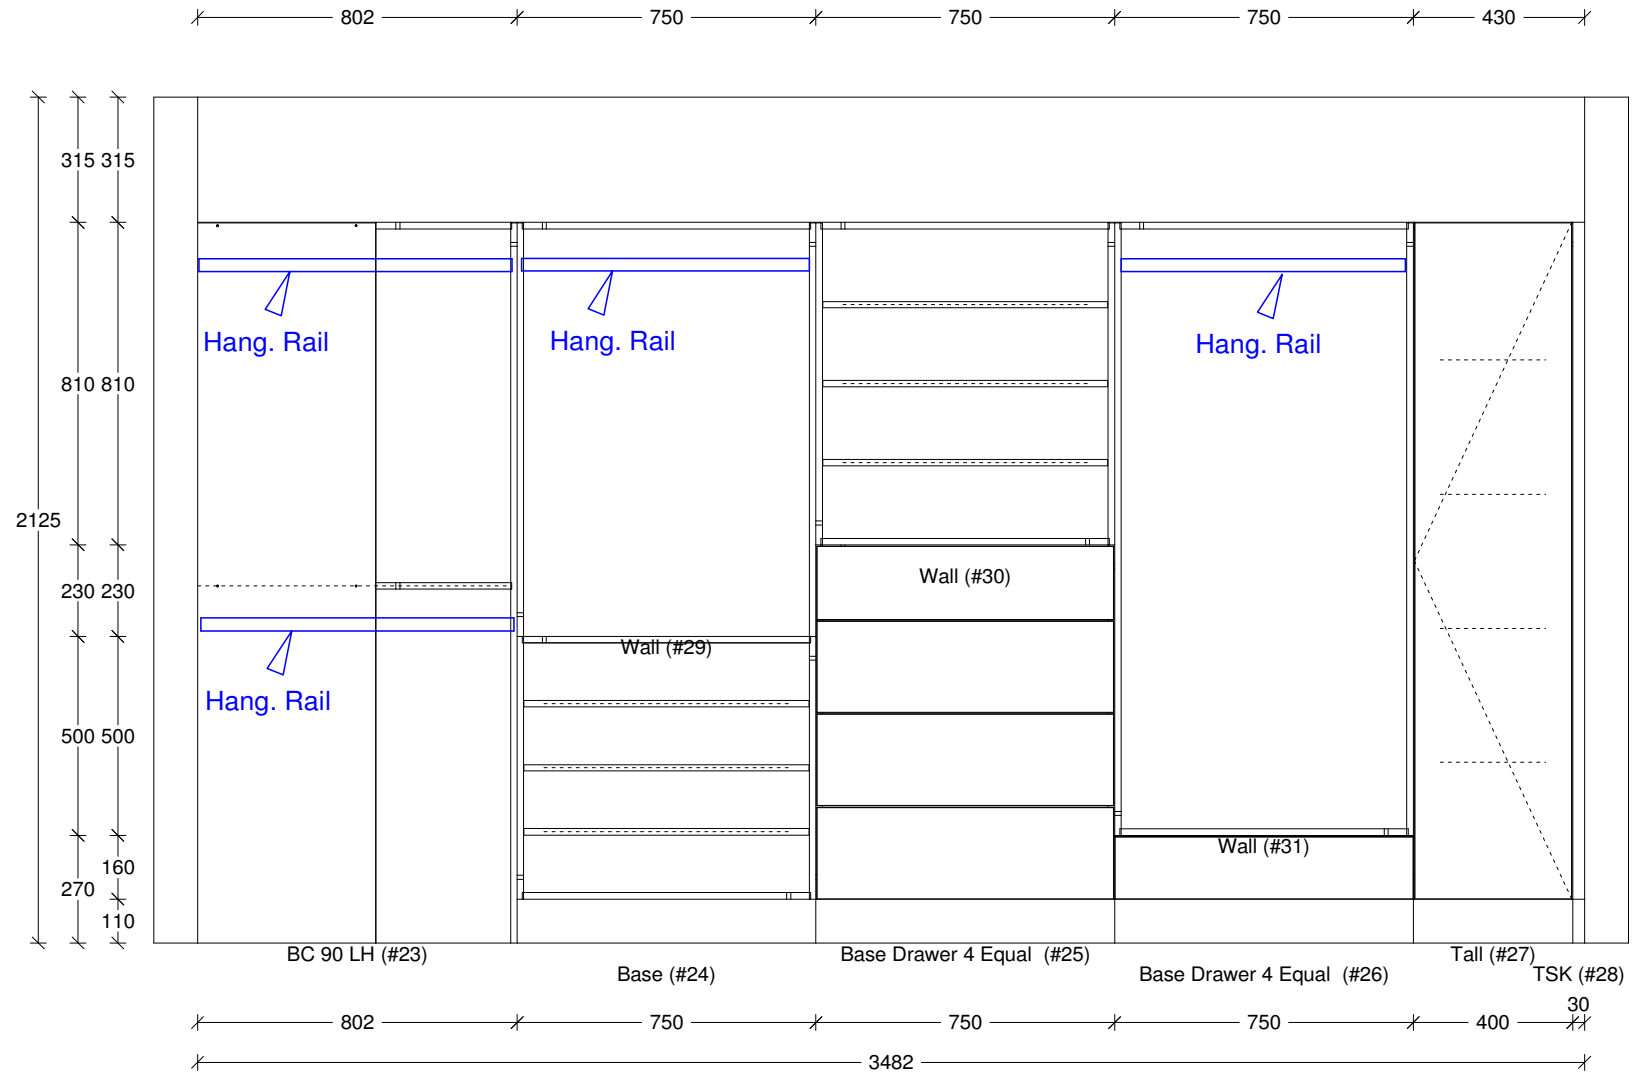 802 750 750 750 430
315 315
Hang. Rail Hang. Rail Hang. Rail
810 810
2125
Wall (#30)
230 230
Wall (#29)
Hang. Rail
500 500
Wall (#31)
160
270
110
BC 90 LH (#23) Base Drawer 4 Equal (#25) Tall (#27)
Base (#24) Base Drawer 4 Equal (#26) TSK (#28)
30
802 750 750 750 400
3482